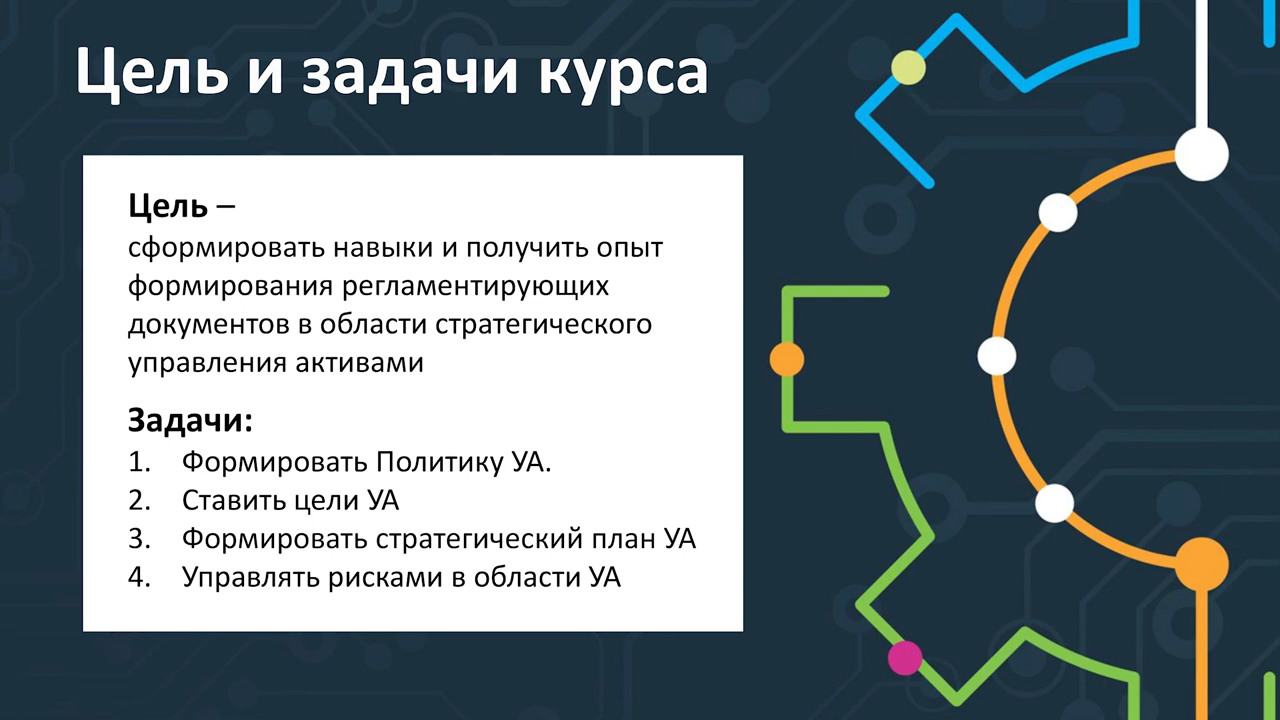 Цель и задачи курса
Цель –
сформировать навыки и получить опыт
формирования регламентирующих
документов в области стратегического
управления активами
Задачи:
1. Формировать Политику УА.
2. Ставить цели УА
3. Формировать стратегический план УА
4. Управлять рисками в области УА